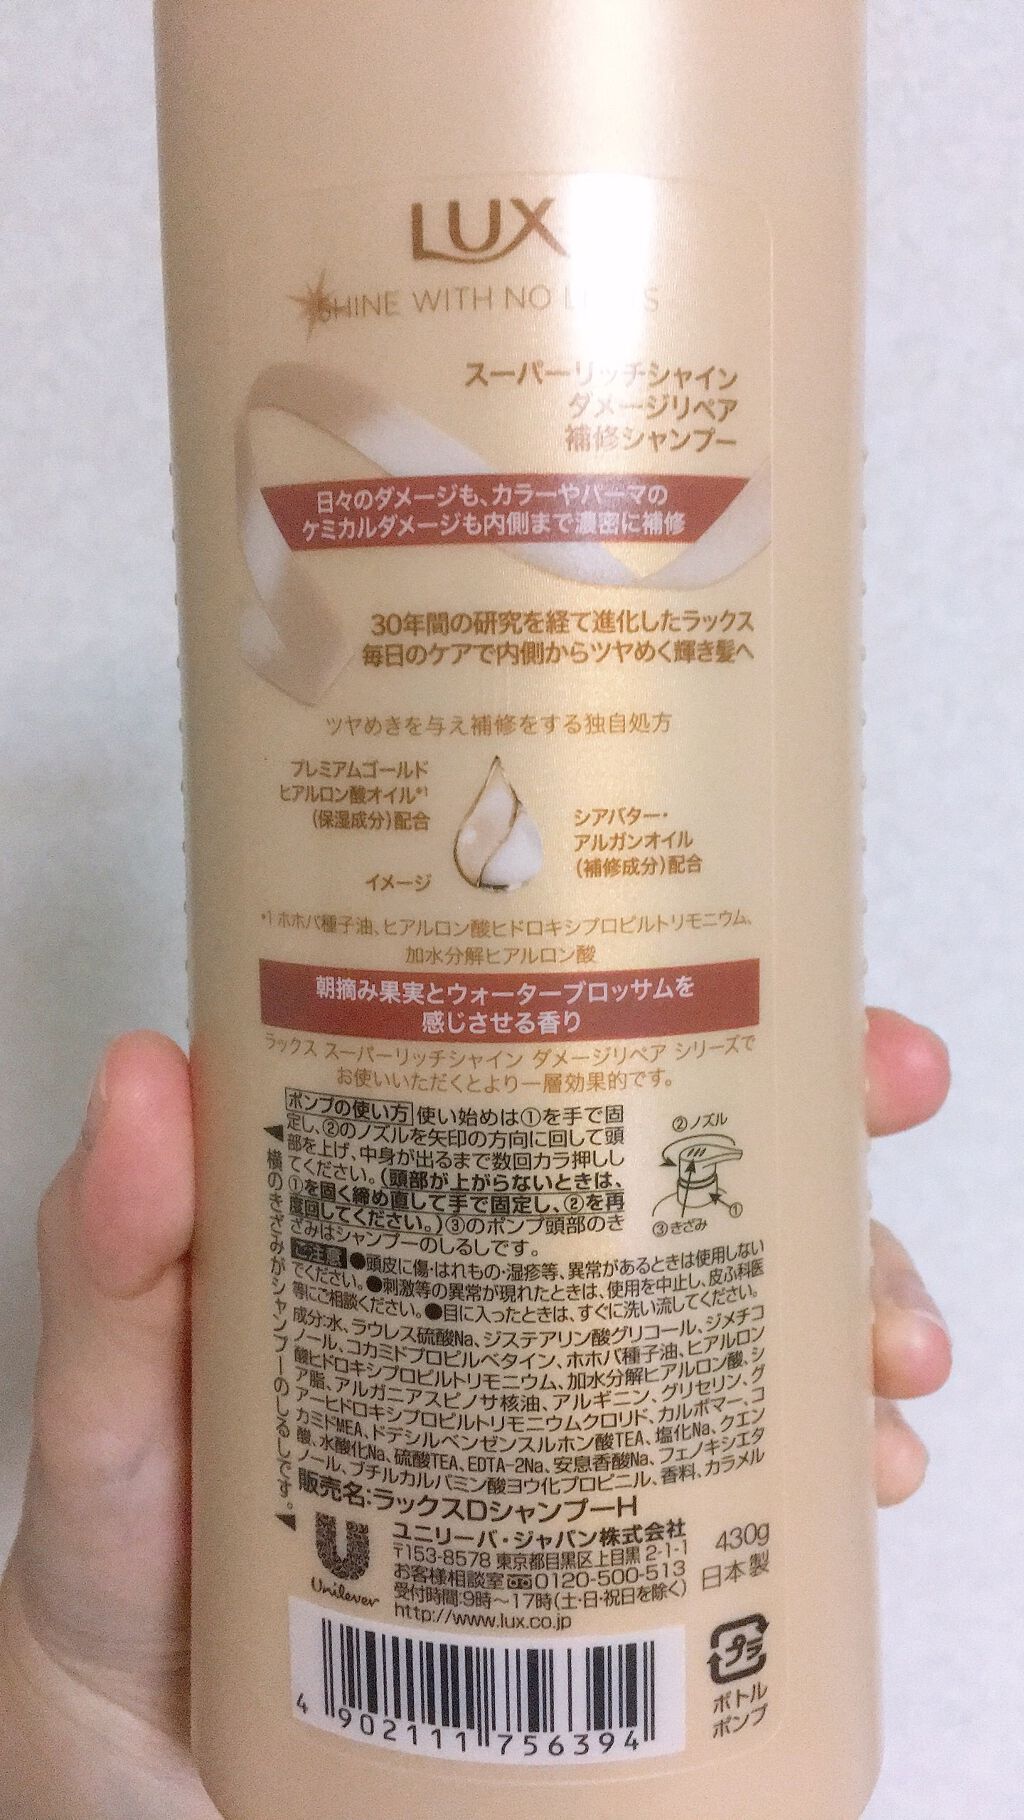 LUX
SHINE WITH NO
スーパーリッチシャイン
ダメージリペア
補修シャンプー
日々のダメージも、カラーやパーマの
ケミカルダメージも内側まで濃密に補修
30年間の研究を経て進化したラックス
毎日のケアで内側からツヤめく輝き髪へ
ツヤめきを与え補修をする独自処方
プレミアムゴールド
ヒアルロン酸オイル*1
(保湿成分)配合
イメージ
シアバター・
アルガンオイル
(補修成分)配合
*1 ホホバ種子油、ヒアルロン酸ヒドロキシプロピルトリモニウム、
加水分解ヒアルロン酸
朝摘み果実とウォーターブロッサムを
感じさせる香り
ラックス スーパーリッチシャイン ダメージリペア シリーズで
お使いいただくとより一層効果的です。
ポンプの使い方 使い始めは①を手で固
定し、②のノズルを矢印の方向に回して頭
部を上げ、中身が出るまで数回カラ押しし
てください。(頭部が上がらないときは、
①を固く締め直して手で固定し、②を再
度回してください。)③のポンプ頭部のき
ざみはシャンプーのしるしです。
②ノズル
①
③きざみ
▲横のきざみがシャンプーのしるしです。▲
ご注意 ●頭皮に傷・はれもの・湿疹等、異常があるときは使用しない
でください。●刺激等の異常が現れたときは、使用を中止し、皮ふ科医
等にご相談ください。●目に入ったときは、すぐに洗い流してください。
成分:水、ラウレス硫酸Na、ジステアリン酸グリコール、ジメチコ
ノール、コカミドプロピルベタイン、ホホバ種子油、ヒアルロン
酸ヒドロキシプロピルトリモニウム、加水分解ヒアルロン酸、シ
ア脂、アルガニアスピノサ核油、アルギニン、グリセリン、グ
アーヒドロキシプロピルトリモニウムクロリド、カルボマー、コ
カミドMEA、ドデシルベンゼンスルホン酸TEA、塩化Na、クエン
酸、水酸化Na、硫酸TEA、EDTA-2Na、安息香酸Na、フェノキシエタ
ノール、ブチルカルバミン酸ヨウ化プロピニル、香料、カラメル
販売名:ラックスDシャンプーH
Unilever
ユニリーバ・ジャパン株式会社
〒153-8578 東京都目黒区上目黒 2-1-1
お客様相談室 0120-500-513
受付時間:9時〜17時(土・日・祝日を除く)
http://www.lux.co.jp
430g
日本製
プラ
ボトル
ポンプ
4 902111 756394